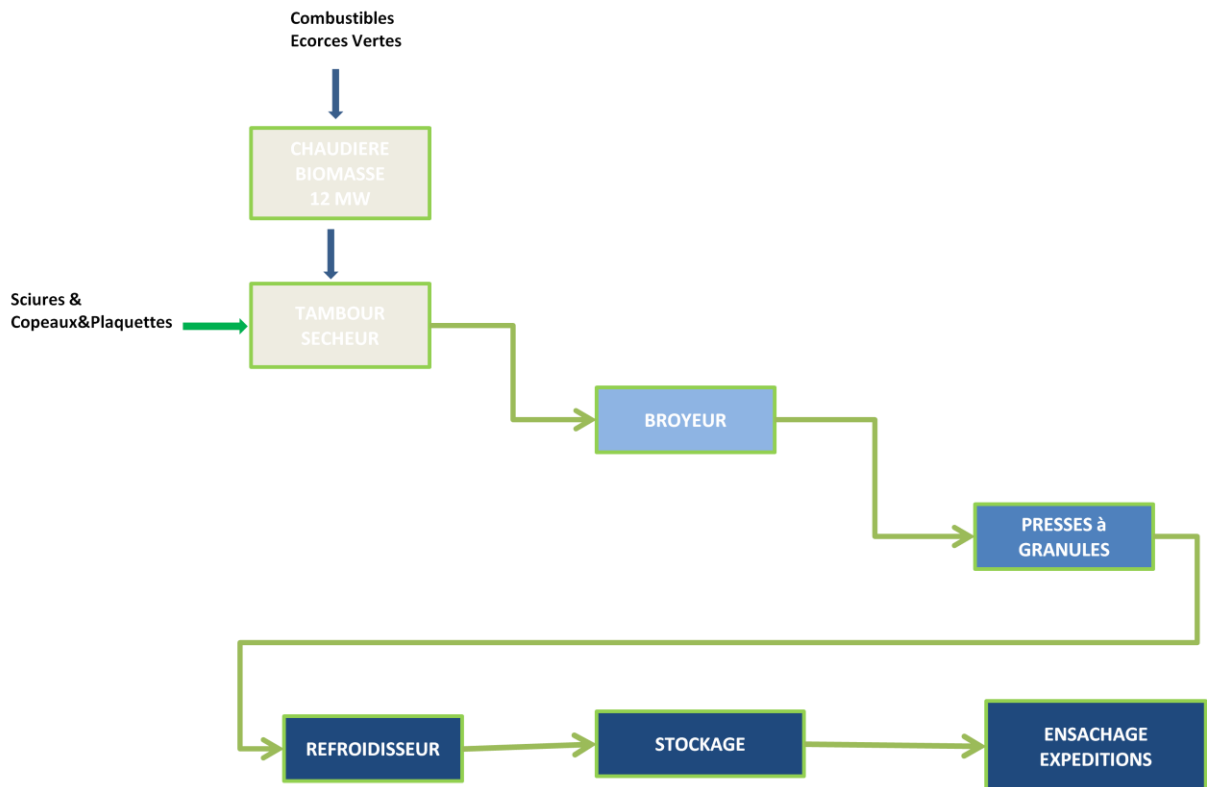 Combustibles
Ecorces Vertes
CHAUDIERE
BIOMASSE
12 MW
Sciures &
Copeaux&Plaquettes
TAMBOUR
SECHEUR
BROYEUR
PRESSES à
GRANULES
REFROIDISSEUR
STOCKAGE
ENSACHAGE
EXPEDITIONS